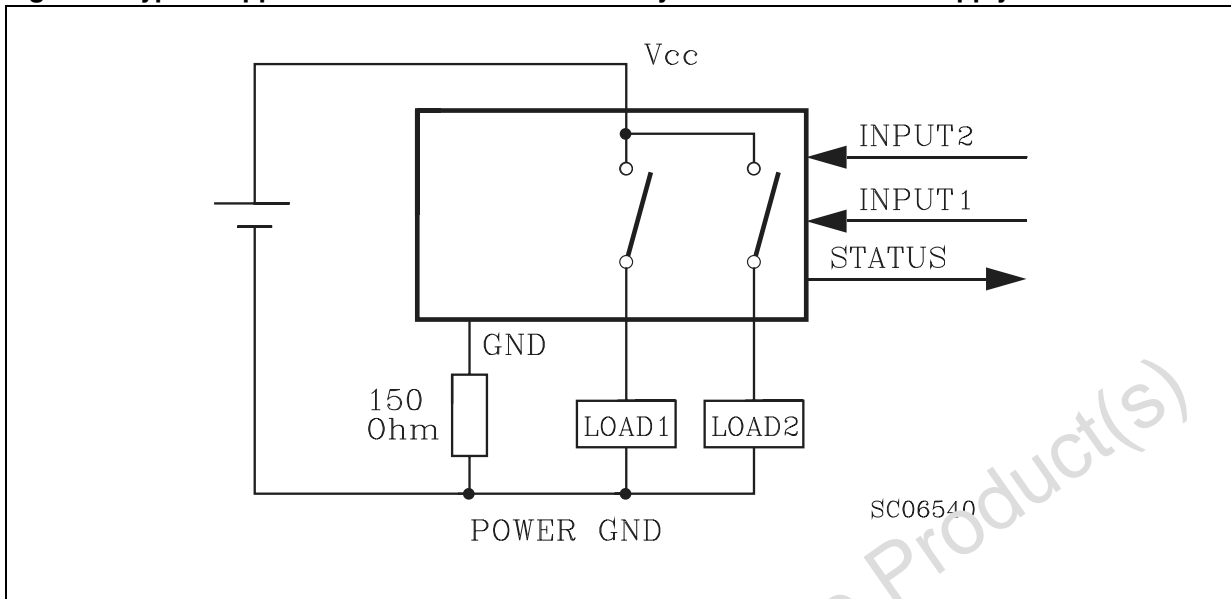 Vcc
INPUT2
INPUT1
STATUS
GND
150
Ohm
LOAD1
LOAD2
POWER GND
SC06540
Product(s)